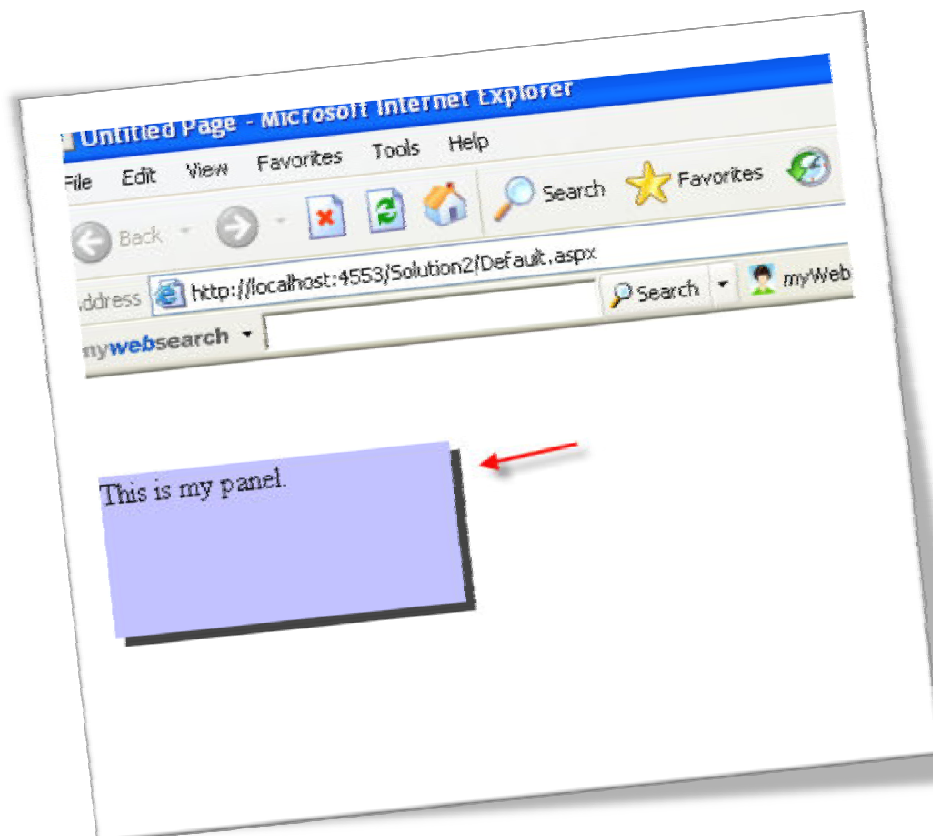 Untitled Page - Microsoft Internet Explorer
File Edit View Favorites Tools Help
Back Search Favorites
ddress http://localhost:4553/Solution2/Default.aspx
mywebsearch Search myWeb
This is my panel.